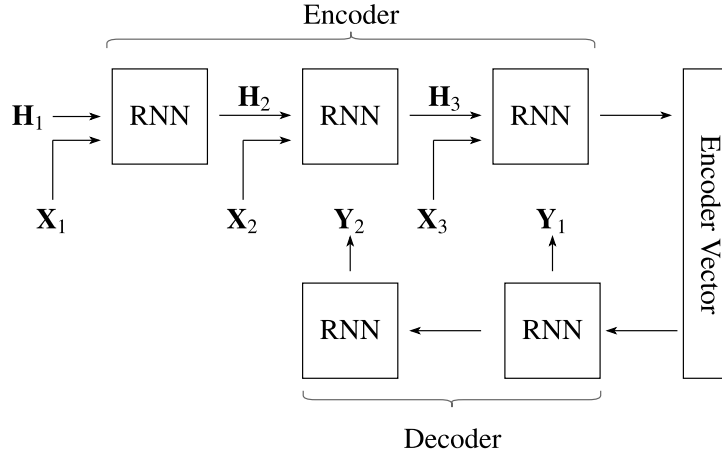 Encoder
H₁ RNN H₂ RNN H₃ RNN
X₁ X₂ Y₂ X₃ Y₁
Encoder Vector
RNN RNN
Decoder